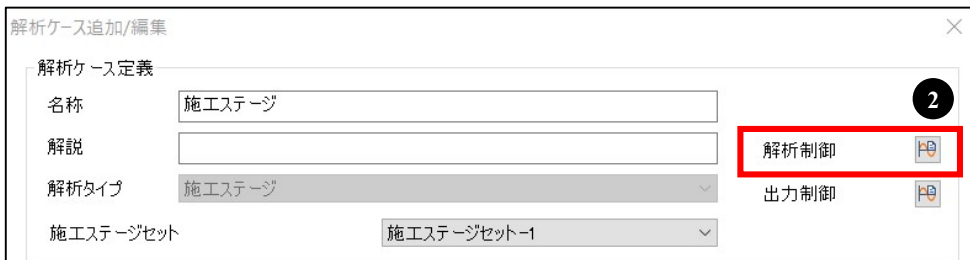 解析ケース追加/編集
解析ケース定義
名称 施工ステージ
2
解説
解析制御
解析タイプ 施工ステージ
出力制御
施工ステージセット 施工ステージセット-1